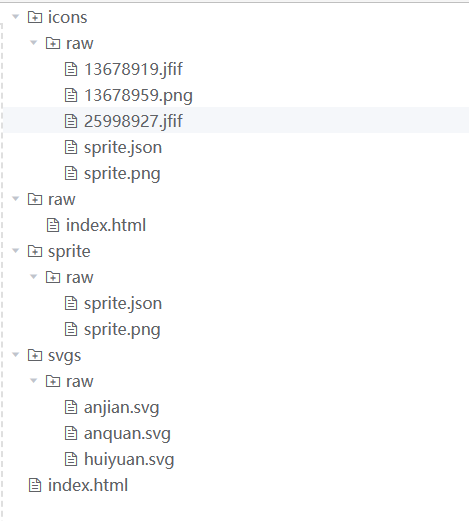 icons
raw
13678919.jfif
13678959.png
25998927.jfif
sprite.json
sprite.png
raw
index.html
sprite
raw
sprite.json
sprite.png
svgs
raw
anjian.svg
anquan.svg
huiyuan.svg
index.html